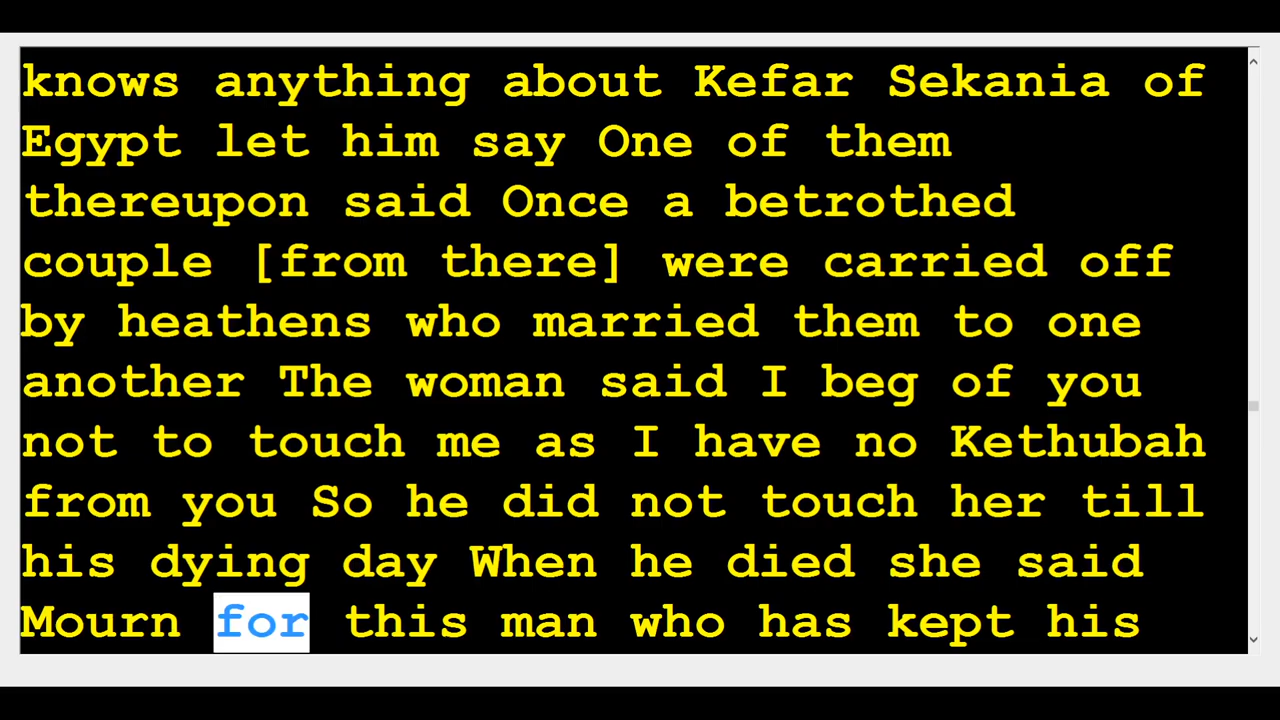 knows anything about Kefar Sekania of
Egypt let him say One of them
thereupon said Once a betrothed
couple [from there] were carried off
by heathens who married them to one
another The woman said I beg of you
not to touch me as I have no Kethubah
from you So he did not touch her till
his dying day When he died she said
Mourn for this man who has kept his